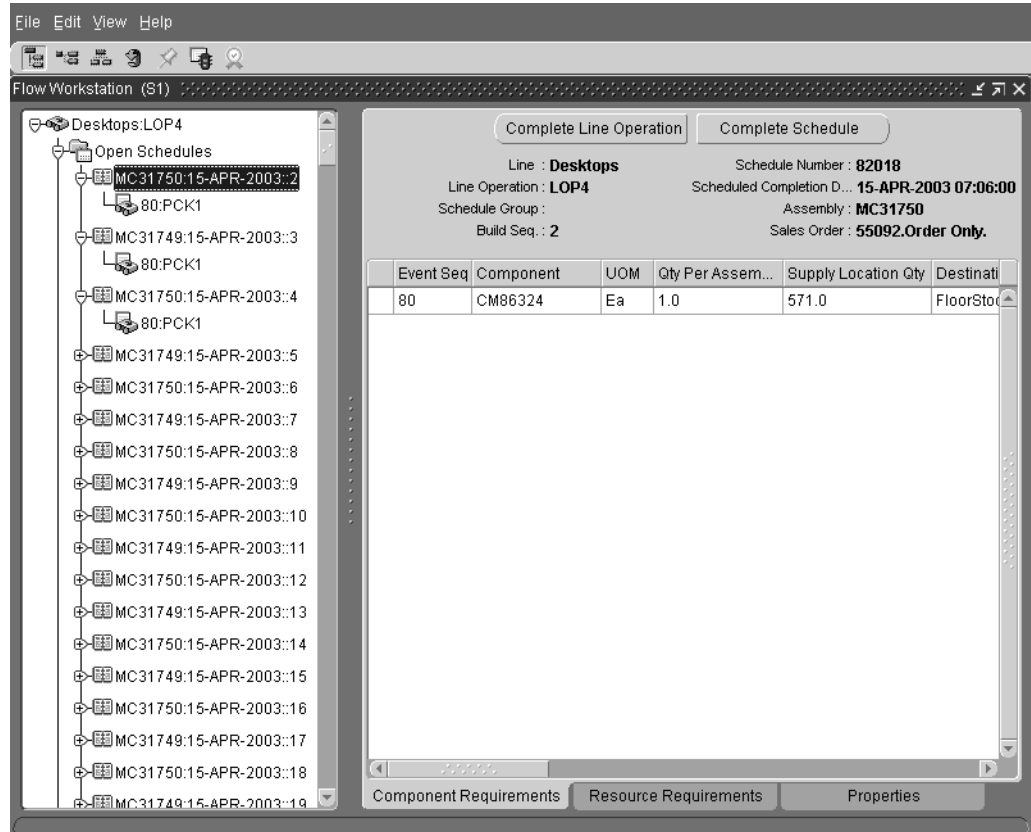 File Edit View Help
Flow Workstation (S1)
Desktops:LOP4
Open Schedules
MC31750:15-APR-2003::2
80:PCK1
MC31749:15-APR-2003::3
80:PCK1
MC31750:15-APR-2003::4
80:PCK1
MC31749:15-APR-2003::5
MC31750:15-APR-2003::6
MC31749:15-APR-2003::7
MC31750:15-APR-2003::8
MC31749:15-APR-2003::9
MC31750:15-APR-2003::10
MC31749:15-APR-2003::11
MC31750:15-APR-2003::12
MC31749:15-APR-2003::13
MC31750:15-APR-2003::14
MC31749:15-APR-2003::15
MC31750:15-APR-2003::16
MC31749:15-APR-2003::17
MC31750:15-APR-2003::18
MC31749:15-APR-2003::19
Complete Line Operation Complete Schedule
Line : Desktops Schedule Number : 82018
Line Operation : LOP4 Scheduled Completion D... 15-APR-2003 07:06:00
Schedule Group : Assembly : MC31750
Build Seq. : 2 Sales Order : 55092.Order Only.
Event Seq Component UOM Qty Per Assem... Supply Location Qty Destinati
80 CM86324 Ea 1.0 571.0 FloorStoc
Component Requirements Resource Requirements Properties